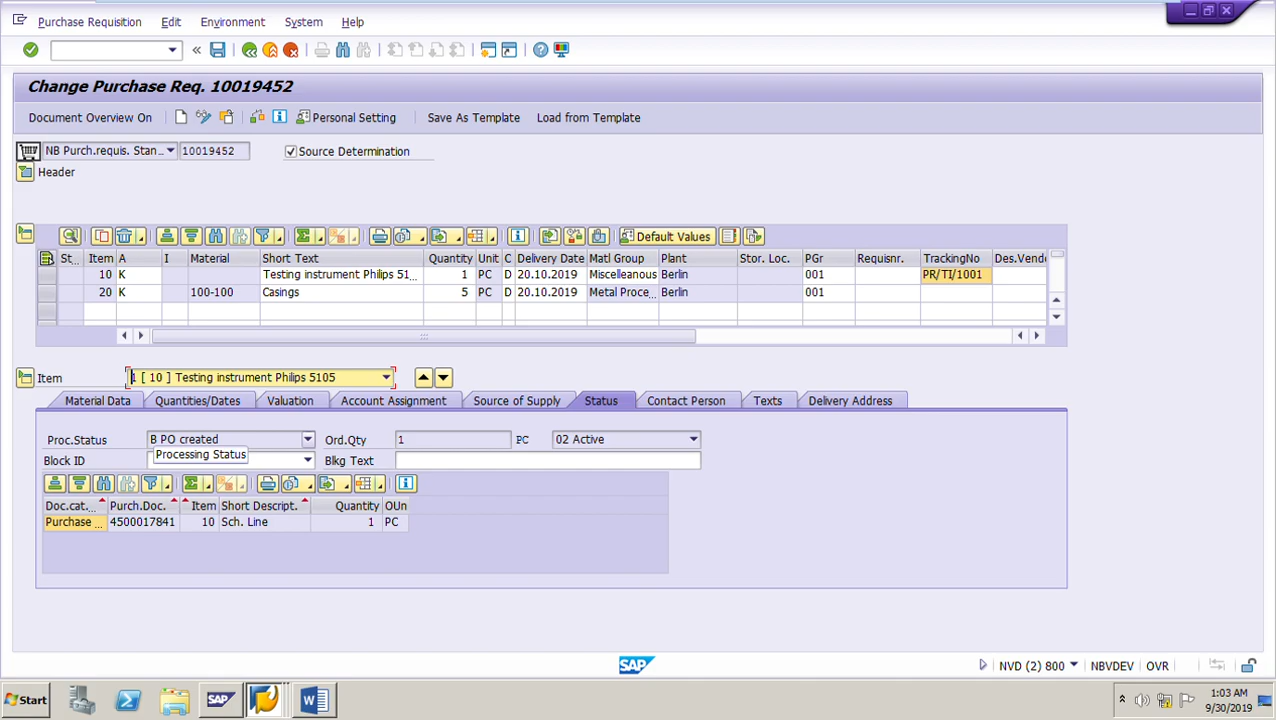 Purchase Requisition Edit Environment System Help
Change Purchase Req. 10019452
Document Overview On Personal Setting Save As Template Load from Template
NB Purch.requis. Stan... 10019452 Source Determination
Header
Default Values
St... Item A I Material Short Text Quantity Unit C Delivery Date Matl Group Plant Stor. Loc. PGr Requisnr. TrackingNo Des.Vend
10 K Testing instrument Philips 51... 1 PC D 20.10.2019 Miscelleanous Berlin 001 PR/TI/1001
20 K 100-100 Casings 5 PC D 20.10.2019 Metal Proce... Berlin 001
Item 1 [ 10 ] Testing instrument Philips 5105
Material Data Quantities/Dates Valuation Account Assignment Source of Supply Status Contact Person Texts Delivery Address
Proc.Status B PO created Ord.Qty 1 PC 02 Active
Processing Status
Block ID Bkg Text
Doc.cat.... Purch.Doc. Item Short Descript. Quantity OUn
Purchase ... 4500017841 10 Sch. Line 1 PC
SAP NVD (2) 800 NBVDEV OVR
Start SAP W 1:03 AM
9/30/2019